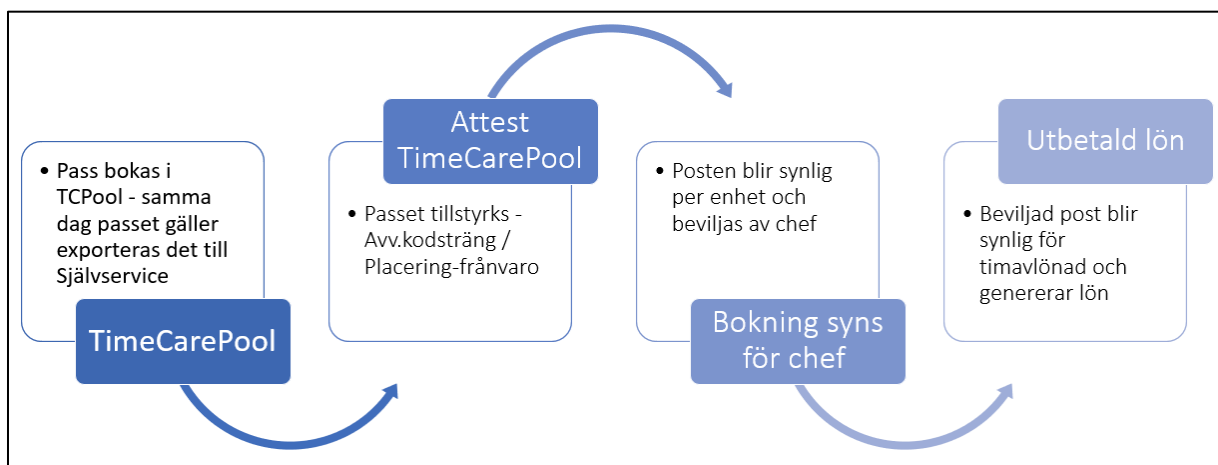 • Pass bokas i
TCPool - samma
dag passet gäller
exporteras det till
Självservice
TimeCarePool
Attest
TimeCarePool
• Passet tillstyrks -
Avv.kodsträng /
Placering-frånvaro
• Posten blir synlig
per enhet och
beviljas av chef
Bokning syns
för chef
Utbetald lön
• Beviljad post blir
synlig för
timavlönad och
genererar lön